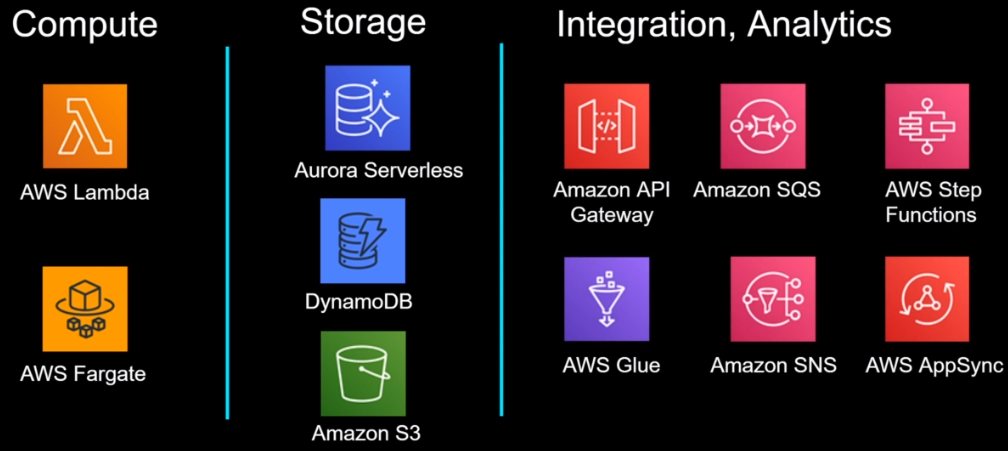 Compute
Storage
Integration, Analytics
AWS Lambda
AWS Fargate
Aurora Serverless
DynamoDB
Amazon S3
Amazon API
Gateway
Amazon SQS
AWS Step
Functions
AWS Glue
Amazon SNS
AWS AppSync